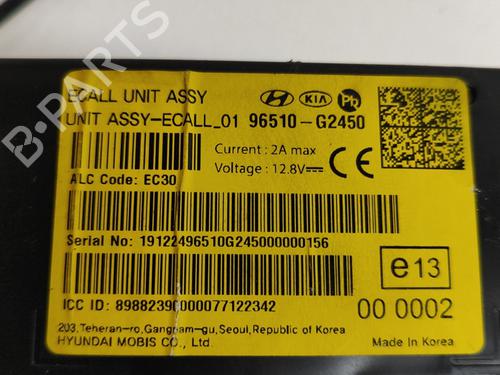 ECALL UNIT ASSY
HYUNDAI KIA Pb
UNIT ASSY-ECALL_01 96510-G2450
Current : 2A max
Voltage : 12.8V
CE
ALC Code: EC30
Serial No: 19122496510G245000000156
e13
ICC ID: 89882390000077122342
00 0002
203, Teheran-ro, Gangnam-gu, Seoul, Republic of Korea
HYUNDAI MOBIS CO., Ltd.
Made in Korea
B-Parts